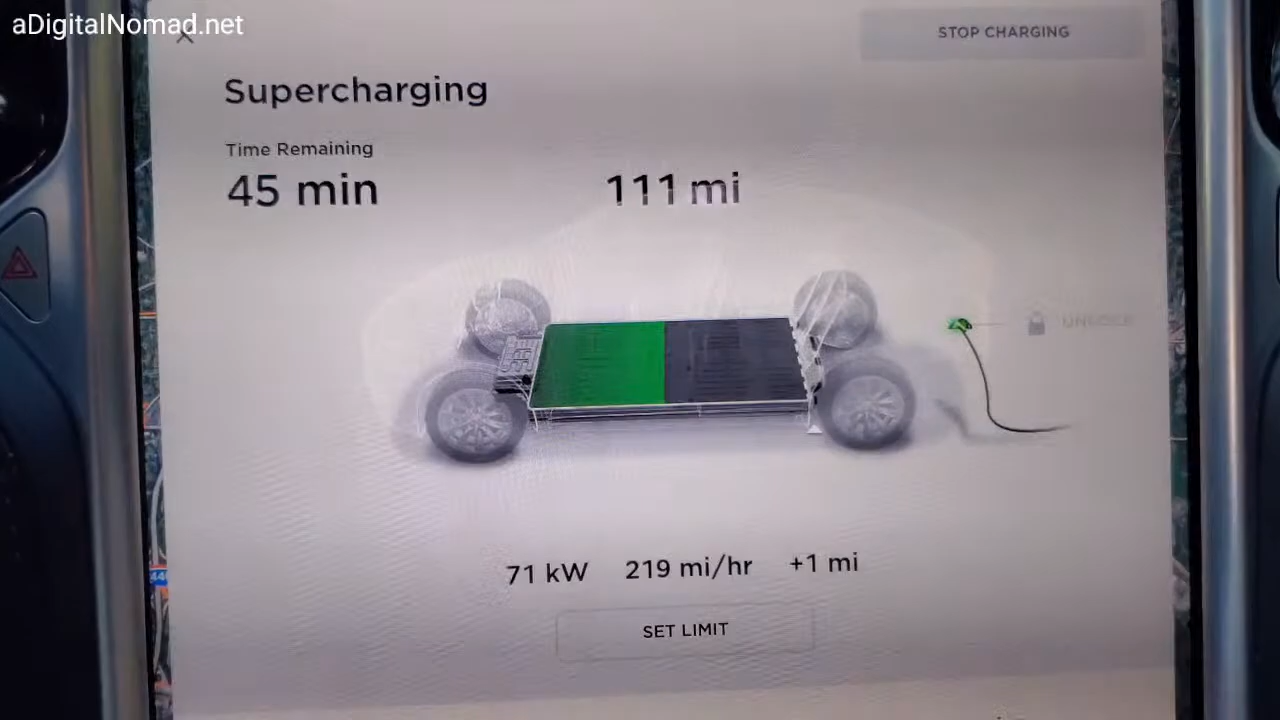 aDigitalNomad.net
STOP CHARGING
Supercharging
Time Remaining
45 min
111 mi
UNLOCK
71 kW 219 mi/hr +1 mi
SET LIMIT